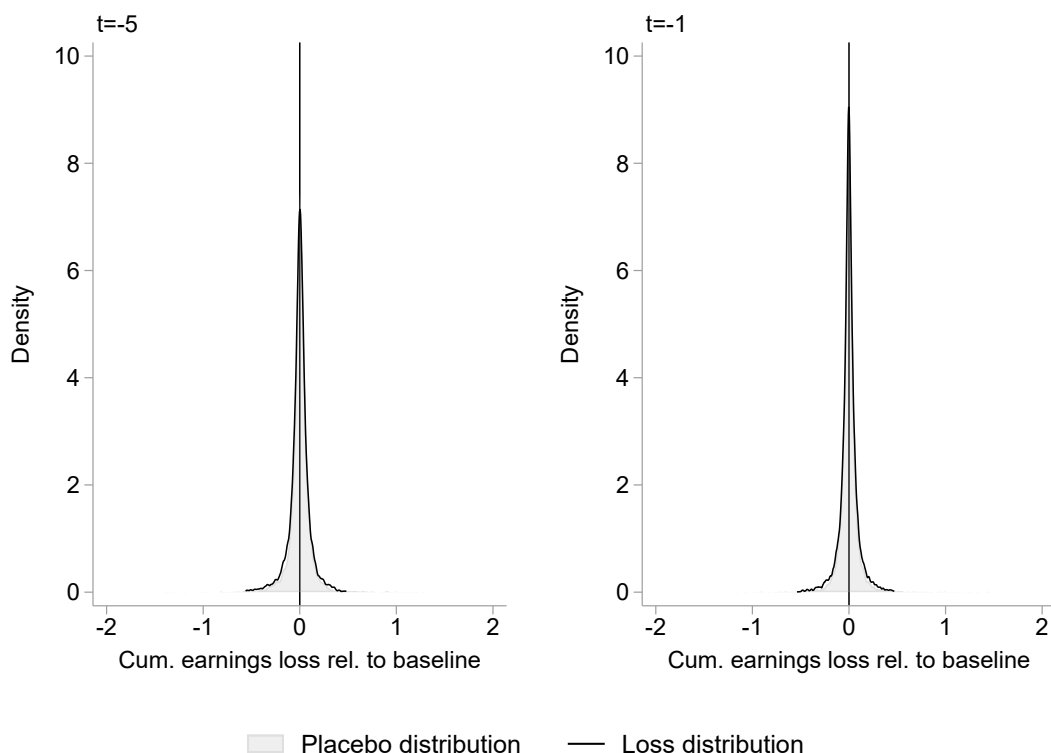 t=-5
10
8
6
4
2
0
Density
-2 -1 0 1 2
Cum. earnings loss rel. to baseline
t=-1
10
8
6
4
2
0
Density
-2 -1 0 1 2
Cum. earnings loss rel. to baseline
Placebo distribution Loss distribution